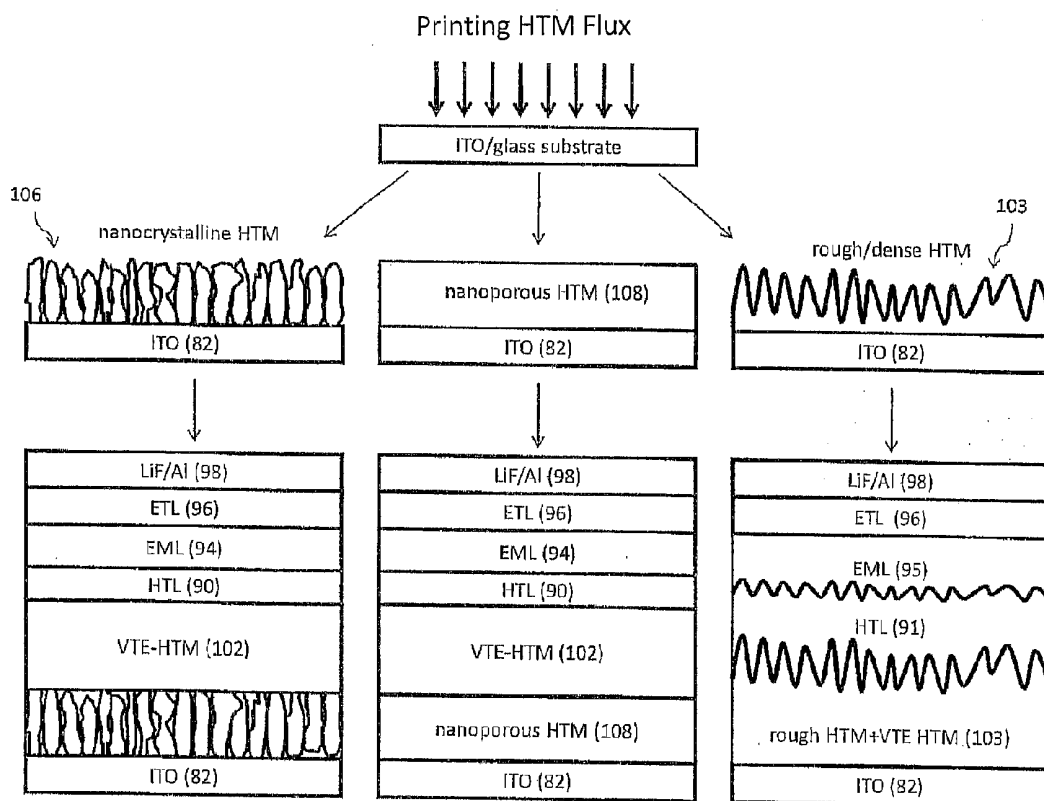 Printing HTM Flux
ITO/glass substrate
106
nanocrystalline HTM
ITO (82)
nanoporous HTM (108)
ITO (82)
103
rough/dense HTM
ITO (82)
LiF/Al (98)
ETL (96)
EML (94)
HTL (90)
VTE-HTM (102)
ITO (82)
LiF/Al (98)
ETL (96)
EML (94)
HTL (90)
VTE-HTM (102)
nanoporous HTM (108)
ITO (82)
LiF/Al (98)
ETL (96)
EML (95)
HTL (91)
rough HTM+VTE HTM (103)
ITO (82)